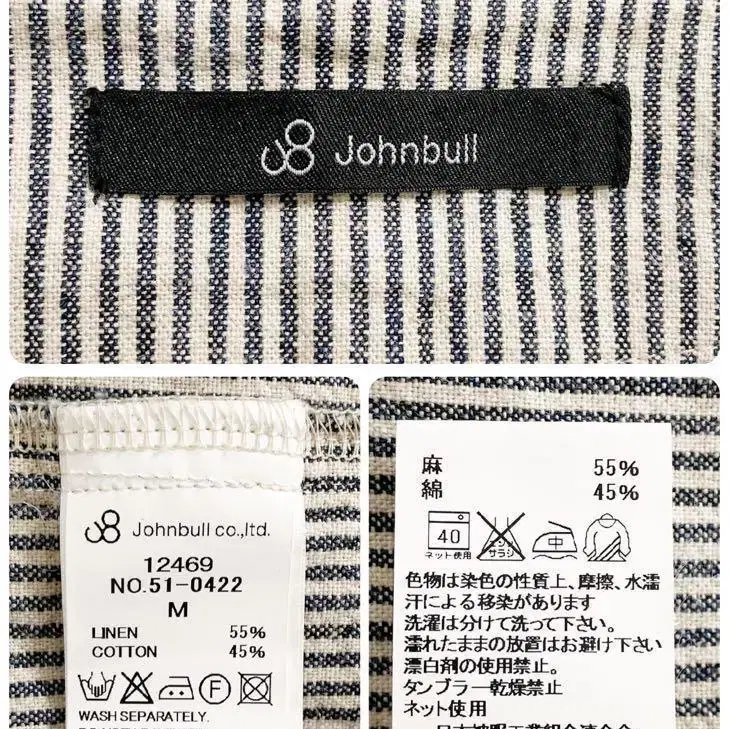 Johnbull
Johnbull co.,ltd.
12469
NO.51-0422
M
LINEN 55%
COTTON 45%
F
WASH SEPARATELY.
麻 55%
綿 45%
40
ネット使用
エンソ
サラシ
中
色物は染色の性質上、摩擦、水濡
汗による移染があります
洗濯は分けて洗って下さい。
濡れたままの放置はお避け下さい
漂白剤の使用禁止。
タンブラー乾燥禁止
ネット使用